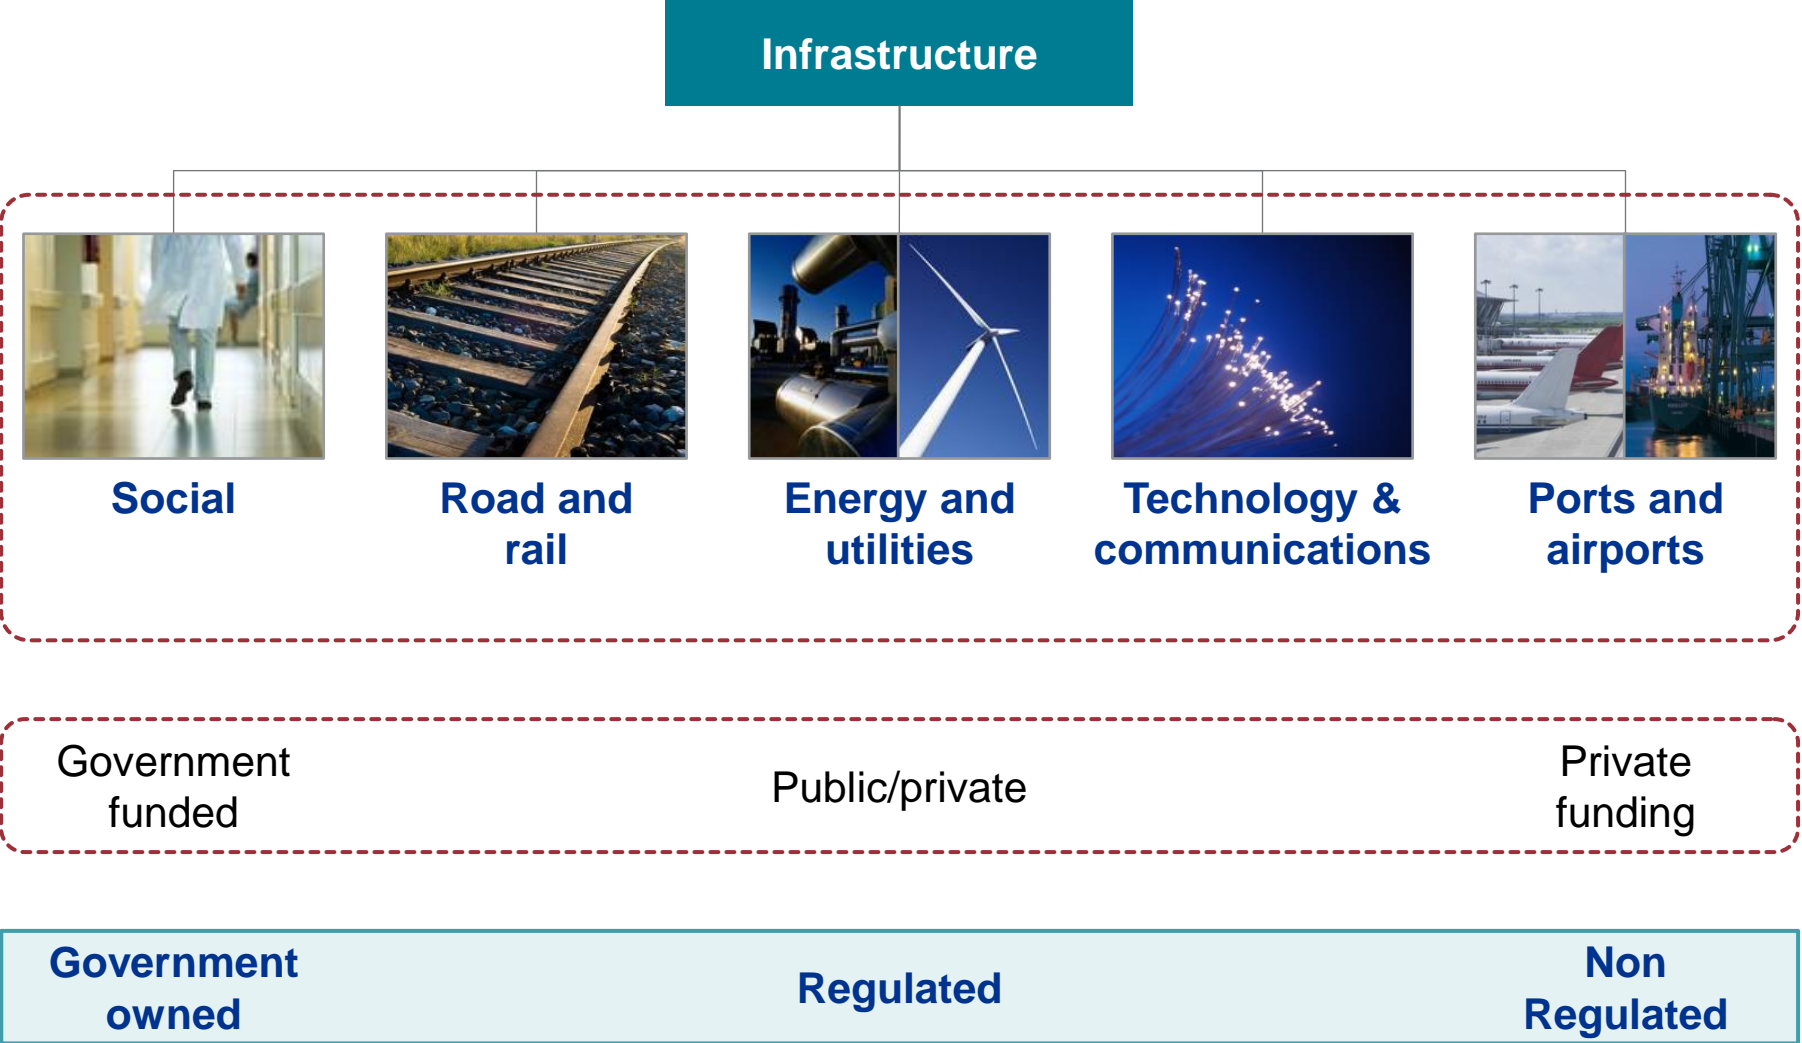 Infrastructure
Social
Road and
rail
Energy and
utilities
Technology &
communications
Ports and
airports
Government
funded
Public/private
Private
funding
Government
owned
Regulated
Non
Regulated